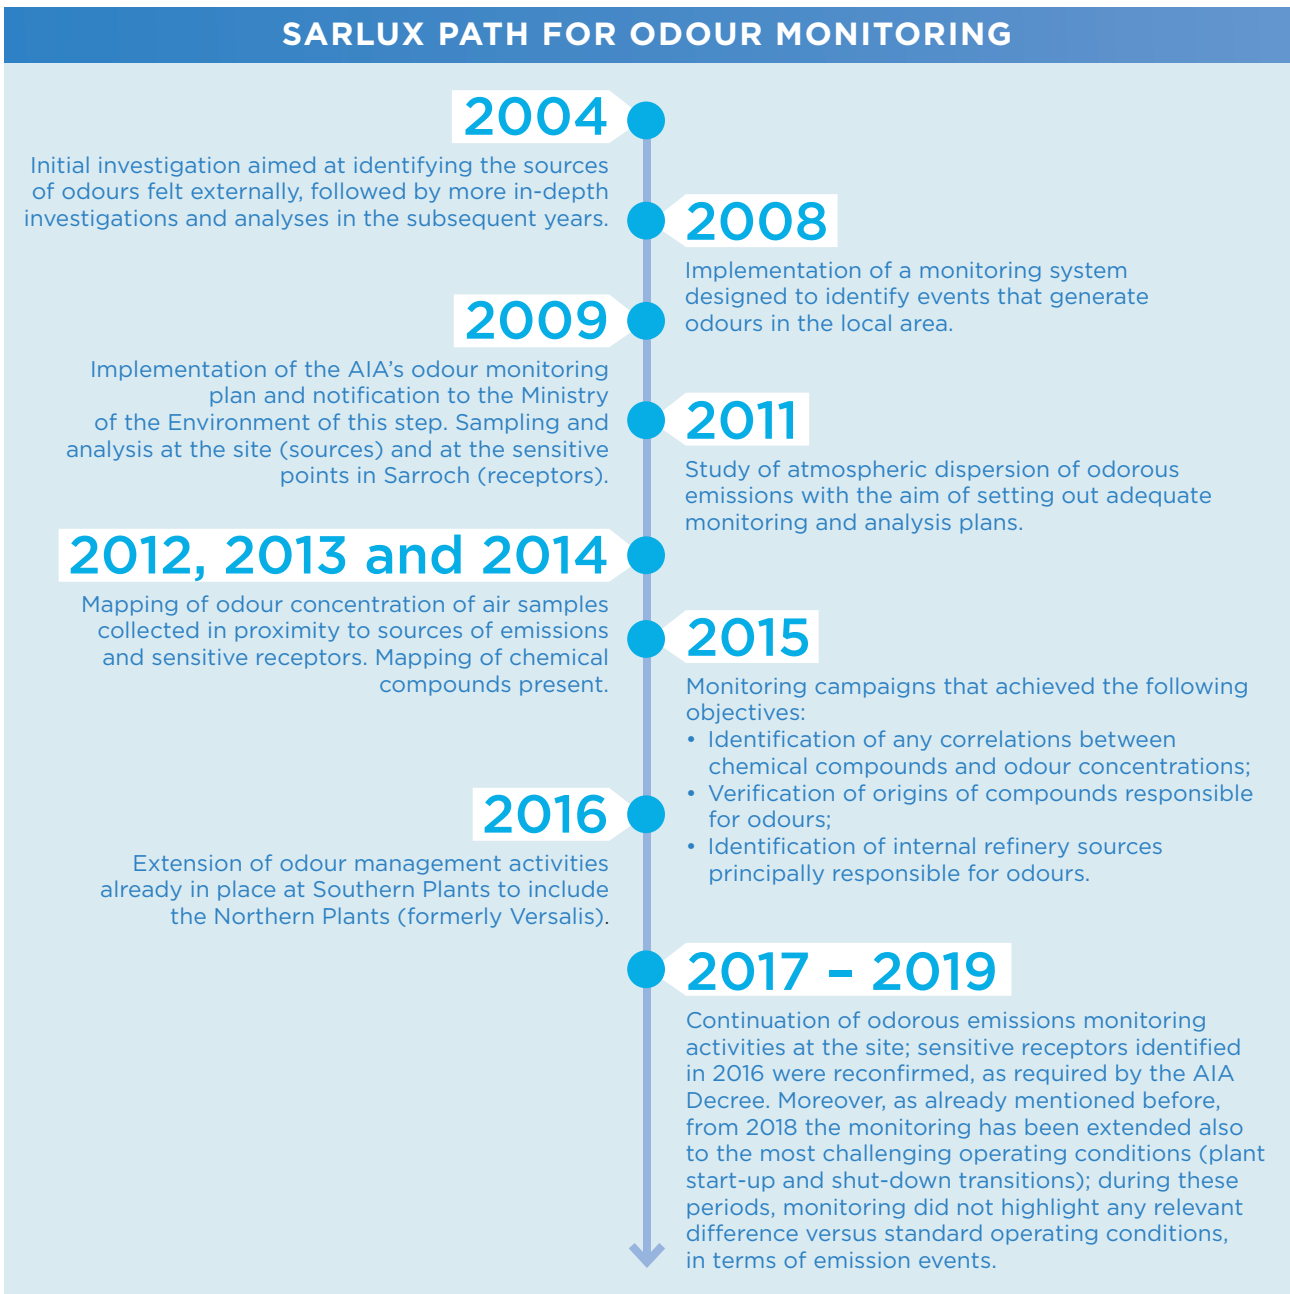 SARLUX PATH FOR ODOUR MONITORING
2004
Initial investigation aimed at identifying the sources
of odours felt externally, followed by more in-depth
investigations and analyses in the subsequent years.
2008
Implementation of a monitoring system
designed to identify events that generate
odours in the local area.
2009
Implementation of the AIA’s odour monitoring
plan and notification to the Ministry
of the Environment of this step. Sampling and
analysis at the site (sources) and at the sensitive
points in Sarroch (receptors).
2011
Study of atmospheric dispersion of odorous
emissions with the aim of setting out adequate
monitoring and analysis plans.
2012, 2013 and 2014
Mapping of odour concentration of air samples
collected in proximity to sources of emissions
and sensitive receptors. Mapping of chemical
compounds present.
2015
Monitoring campaigns that achieved the following
objectives:
• Identification of any correlations between
chemical compounds and odour concentrations;
• Verification of origins of compounds responsible
for odours;
• Identification of internal refinery sources
principally responsible for odours.
2016
Extension of odour management activities
already in place at Southern Plants to include
the Northern Plants (formerly Versalis).
2017 – 2019
Continuation of odorous emissions monitoring
activities at the site; sensitive receptors identified
in 2016 were reconfirmed, as required by the AIA
Decree. Moreover, as already mentioned before,
from 2018 the monitoring has been extended also
to the most challenging operating conditions (plant
start-up and shut-down transitions); during these
periods, monitoring did not highlight any relevant
difference versus standard operating conditions,
in terms of emission events.